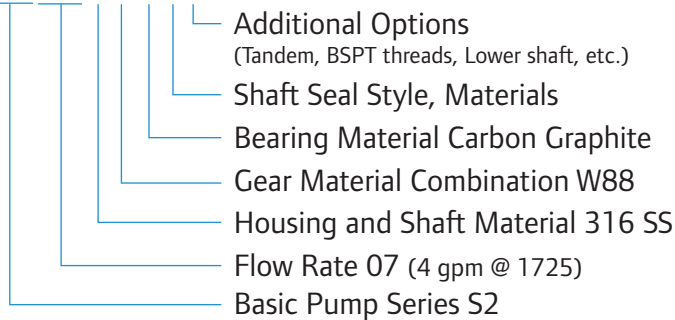 Additional Options
(Tandem, BSPT threads, Lower shaft, etc.)
Shaft Seal Style, Materials
Bearing Material Carbon Graphite
Gear Material Combination W88
Housing and Shaft Material 316 SS
Flow Rate 07 (4 gpm @ 1725)
Basic Pump Series S2